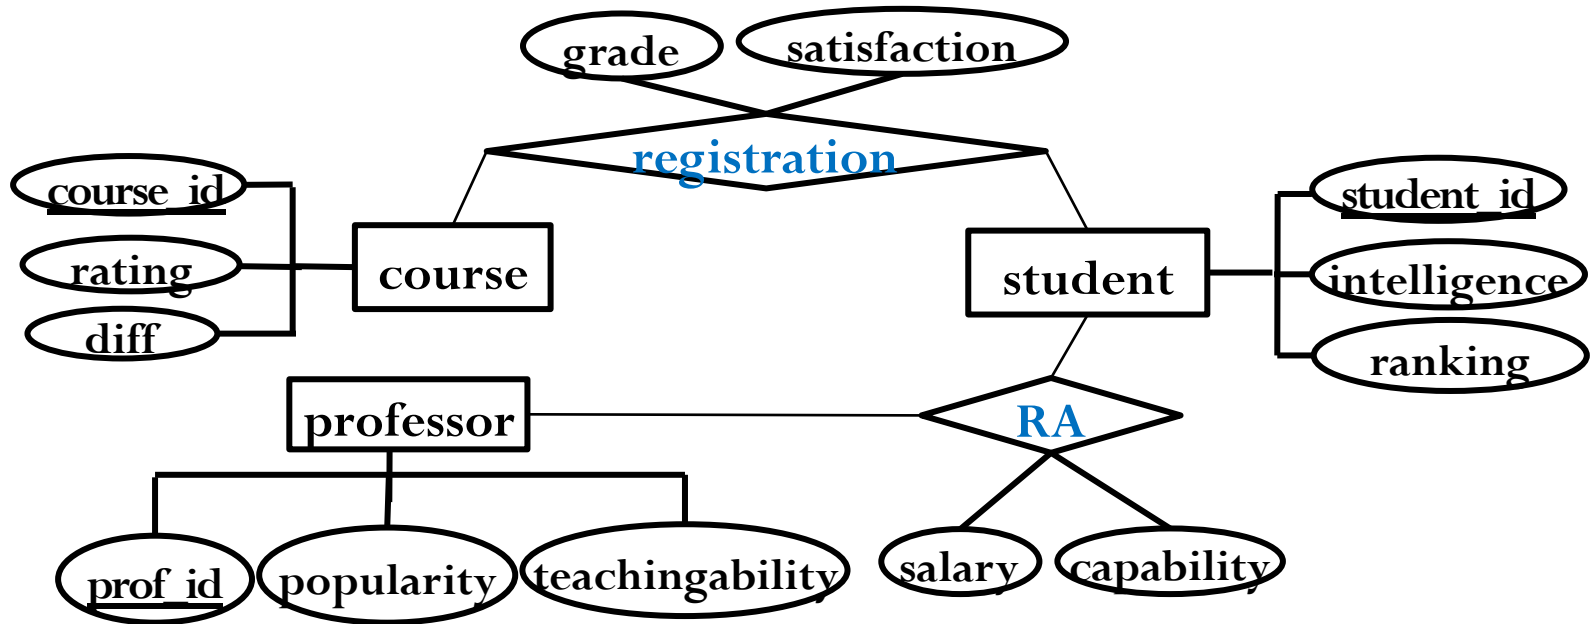 grade
satisfaction
registration
course_id
student_id
rating
course
student
intelligence
diff
ranking
professor
RA
prof_id
popularity
teachingability
salary
capability